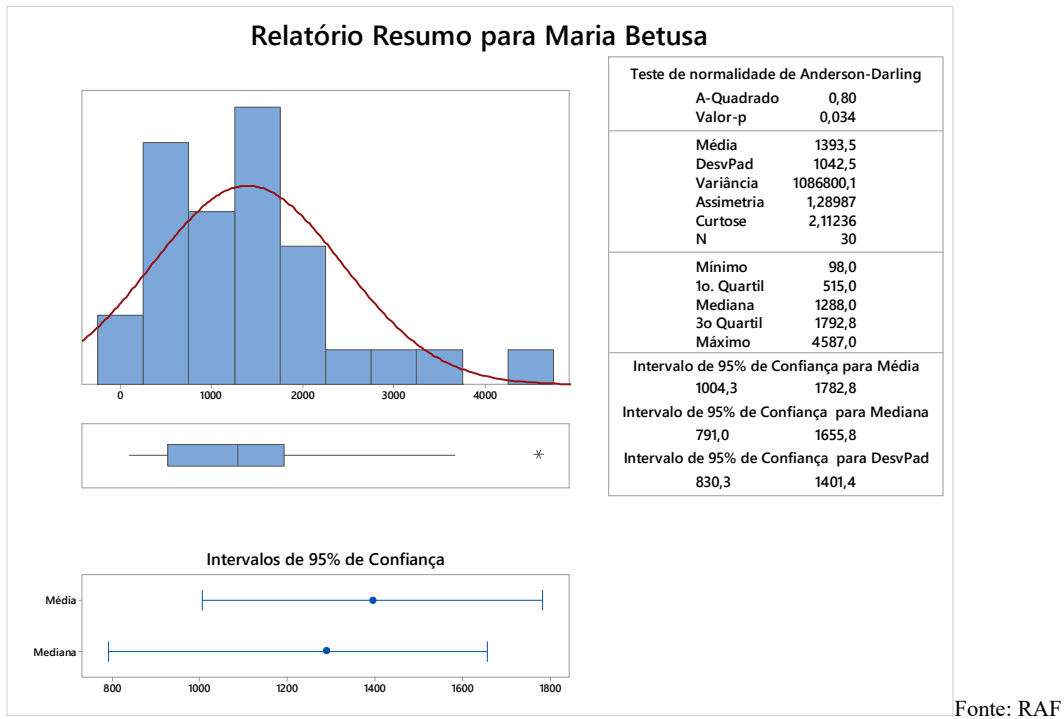 Relatório Resumo para Maria Betusa
Teste de normalidade de Anderson-Darling
A-Quadrado 0,80
Valor-p 0,034
Média 1393,5
DesvPad 1042,5
Variância 1086800,1
Assimetria 1,28987
Curtose 2,11236
N 30
Mínimo 98,0
1o. Quartil 515,0
Mediana 1288,0
3o Quartil 1792,8
Máximo 4587,0
Intervalo de 95% de Confiança para Média
1004,3 1782,8
Intervalo de 95% de Confiança para Mediana
791,0 1655,8
Intervalo de 95% de Confiança para DesvPad
830,3 1401,4
0 1000 2000 3000 4000
Intervalos de 95% de Confiança
Média
Mediana
800 1000 1200 1400 1600 1800
Fonte: RAF